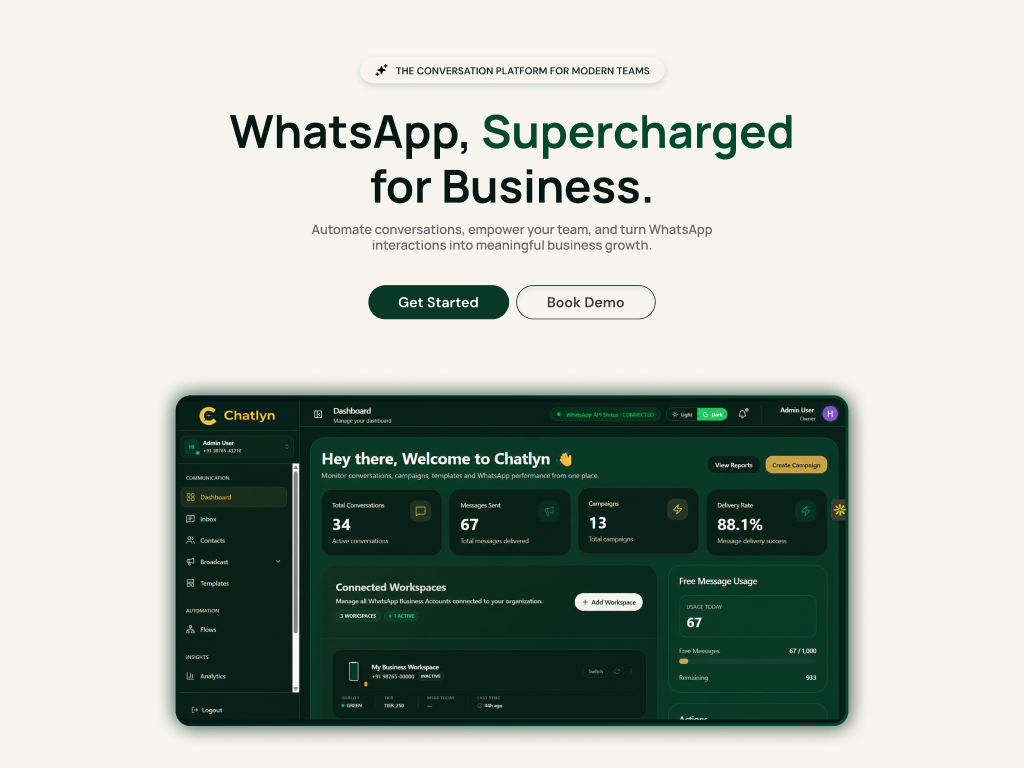 THE CONVERSATION PLATFORM FOR MODERN TEAMS
WhatsApp, Supercharged
for Business.
Automate conversations, empower your team, and turn WhatsApp
interactions into meaningful business growth.
Get Started
Book Demo
Chatlyn
Admin User
+91 98765-43210
COMMUNICATION
Dashboard
Inbox
Contacts
Broadcast
Templates
AUTOMATION
Flows
INSIGHTS
Analytics
Logout
Dashboard
Manage your dashboard
WhatsApp API Status : CONNECTED
Light
Dark
Admin User
Owner
H
Hey there, Welcome to Chatlyn 👋
Monitor conversations, campaigns, templates and WhatsApp performance from one place.
View Reports
Create Campaign
Total Conversations
34
Active conversations
Messages Sent
67
Total messages delivered
Campaigns
13
Total campaigns
Delivery Rate
88.1%
Message delivery success
Connected Workspaces
Manage all WhatsApp Business Accounts connected to your organization.
3 WORKSPACES
1 ACTIVE
+ Add Workspace
My Business Workspace
+91 98765-00000
INACTIVE
Switch
QUALITY
GREEN
TIER
TIER_250
MSGS TODAY
—
LAST SYNC
44h ago
Free Message Usage
USAGE TODAY
67
Free Messages
67 / 1,000
Remaining
933
Actions